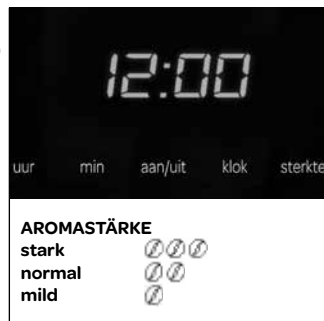 12:00
uur min aan/uit klok sterkte
AROMASTÄRKE
stark
normal
mild